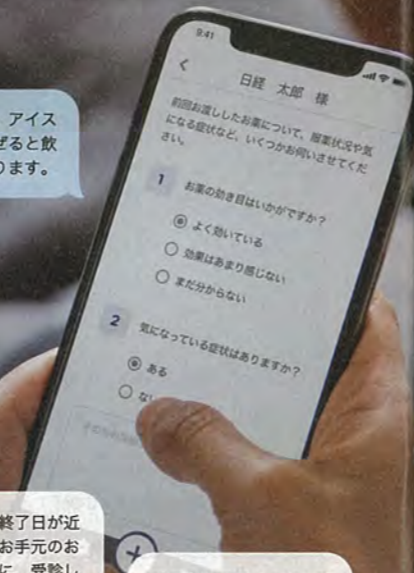 9:41
日経 太郎 様
前回お渡ししたお薬について、服薬状況や気
になる症状など、いくつかお伺いさせてくだ
さい。
アイス
ぜると飲
ります。
1 お薬の効き目はいかがですか？
よく効いている
効果はあまり感じない
まだ分からない
2 気になっている症状はありますか？
ある
ない
終了日が近
お手元のお
に、受診し